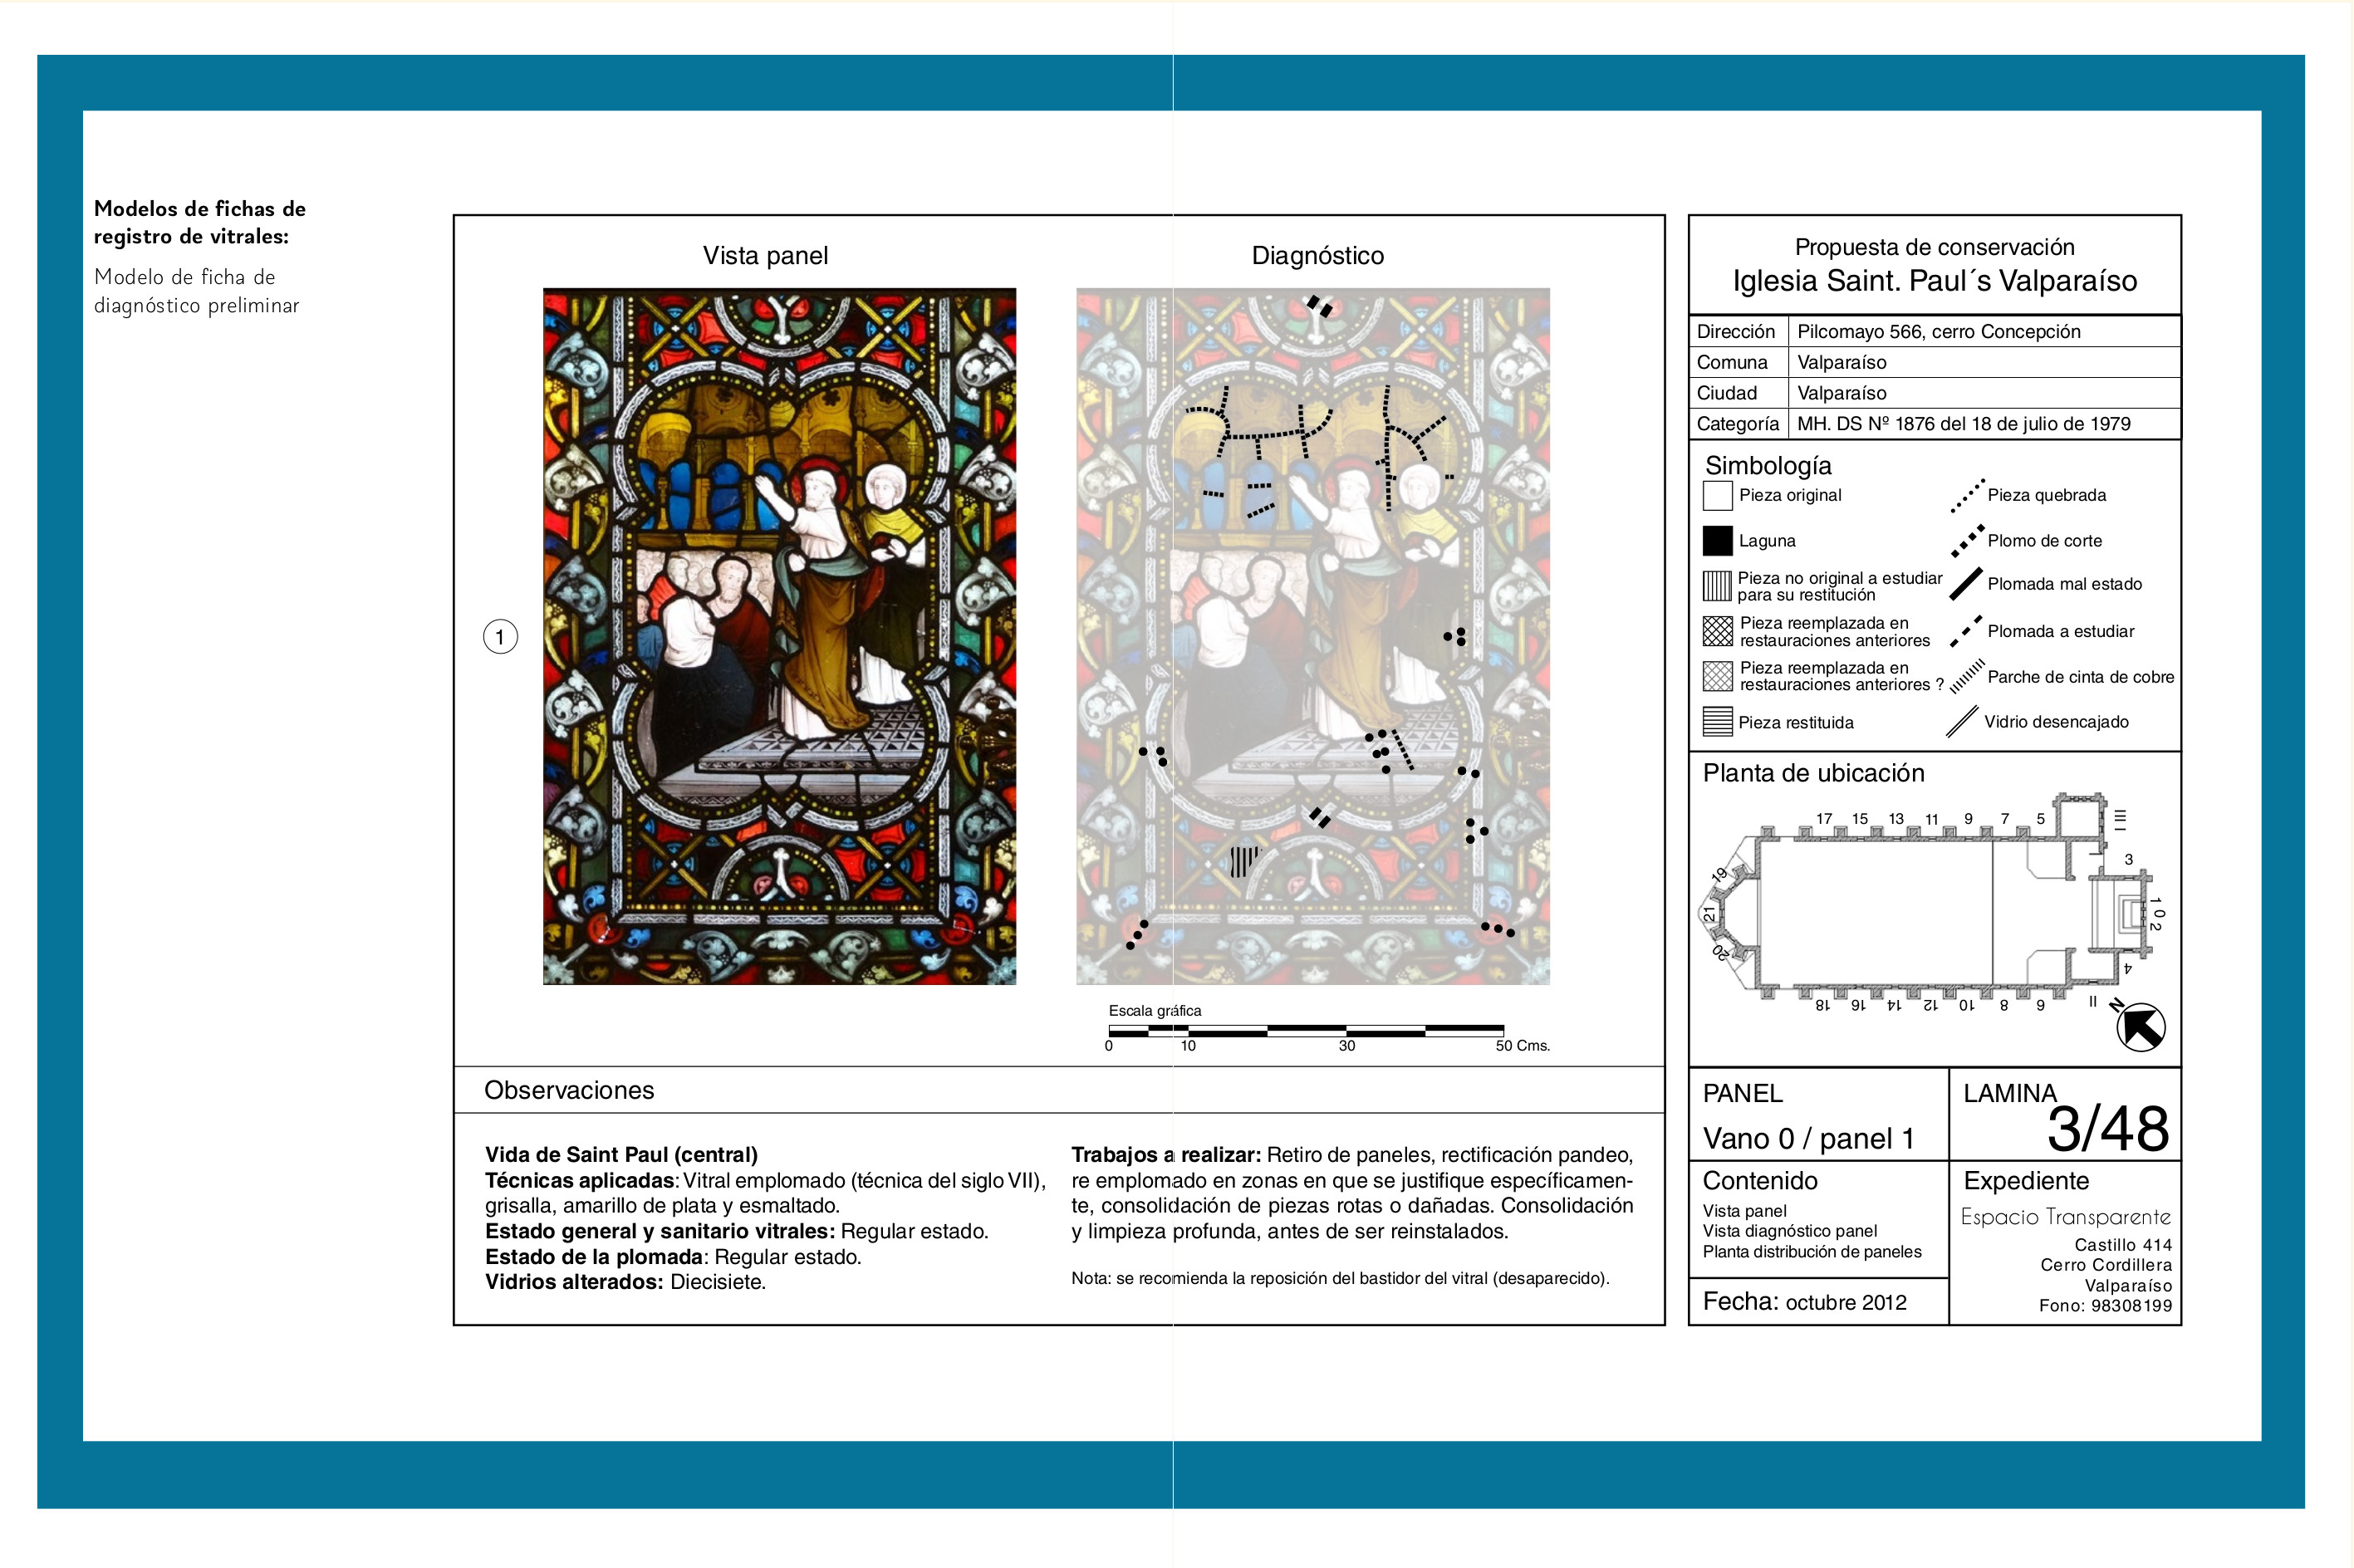 Modelos de fichas de
registro de vitrales:
Modelo de ficha de
diagnóstico preliminar
Vista panel
Diagnóstico
1
Escala gráfica
0 10 30 50 Cms.
Observaciones
Vida de Saint Paul (central)
Técnicas aplicadas: Vitral emplomado (técnica del siglo VII),
grisalla, amarillo de plata y esmaltado.
Estado general y sanitario vitrales: Regular estado.
Estado de la plomada: Regular estado.
Vidrios alterados: Diecisiete.
Trabajos a realizar: Retiro de paneles, rectificación pandeo,
re emplomado en zonas en que se justifique específicamen-
te, consolidación de piezas rotas o dañadas. Consolidación
y limpieza profunda, antes de ser reinstalados.
Nota: se recomienda la reposición del bastidor del vitral (desaparecido).
Propuesta de conservación
Iglesia Saint. Paul´s Valparaíso
Dirección Pilcomayo 566, cerro Concepción
Comuna Valparaíso
Ciudad Valparaíso
Categoría MH. DS Nº 1876 del 18 de julio de 1979
Simbología
Pieza original
Laguna
Pieza no original a estudiar
para su restitución
Pieza reemplazada en
restauraciones anteriores
Pieza reemplazada en
restauraciones anteriores ?
Pieza restituida
Pieza quebrada
Plomo de corte
Plomada mal estado
Plomada a estudiar
Parche de cinta de cobre
Vidrio desencajado
Planta de ubicación
17 15 13 11 9 7 5
III
I
3
19
21
20
1 0 2
4
18 16 14 12 10 8 6
II
N
PANEL
Vano 0 / panel 1
LAMINA
3/48
Contenido
Vista panel
Vista diagnóstico panel
Planta distribución de paneles
Fecha: octubre 2012
Expediente
Espacio Transparente
Castillo 414
Cerro Cordillera
Valparaíso
Fono: 98308199